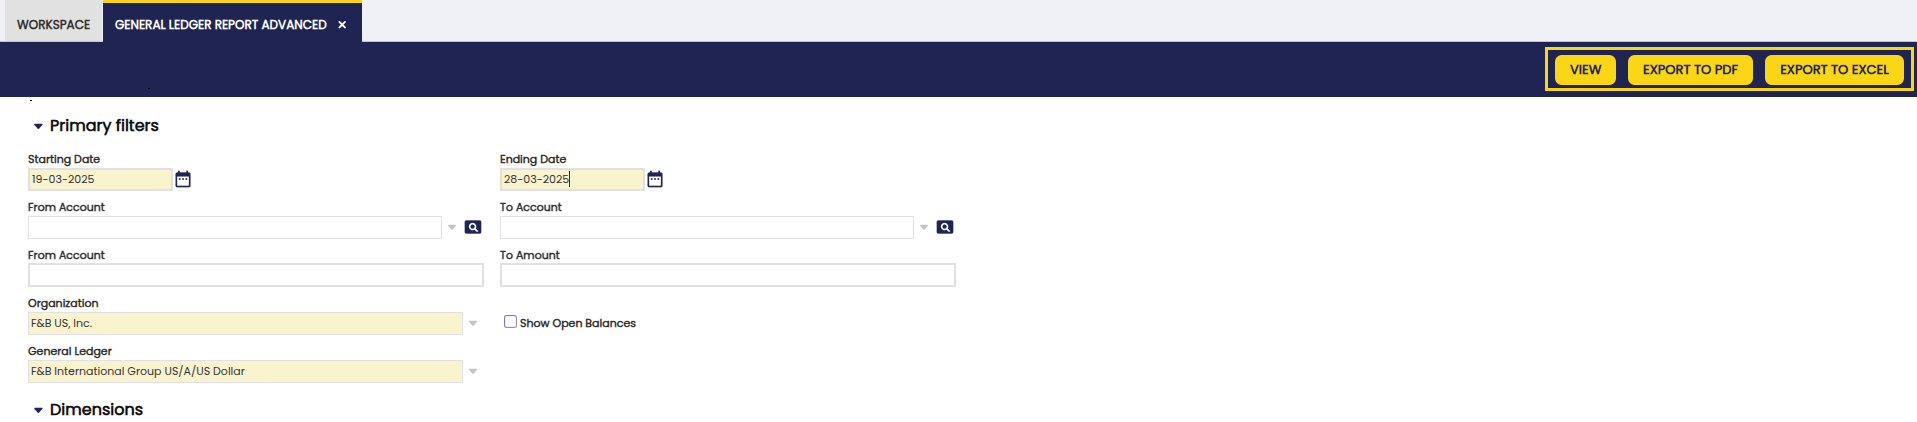 WORKSPACE GENERAL LEDGER REPORT ADVANCED ×
VIEW EXPORT TO PDF EXPORT TO EXCEL
Primary filters
Starting Date Ending Date
19-03-2025 28-03-2025
From Account To Account
From Account To Amount
Organization
F&B US, Inc. Show Open Balances
General Ledger
F&B International Group US/A/US Dollar
Dimensions